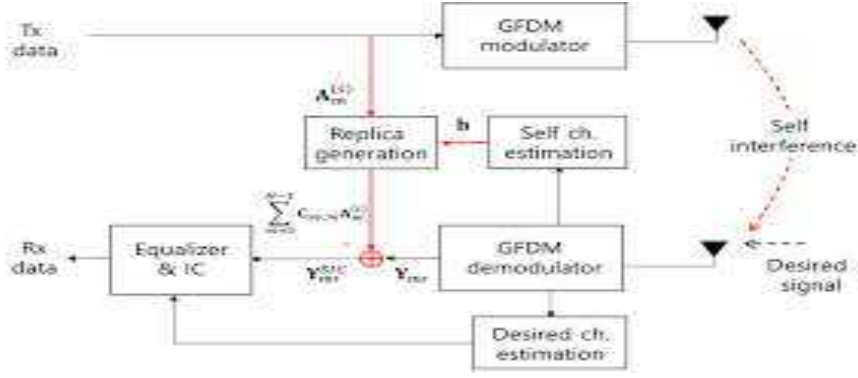 Tx
data
GFDM
modulator
Replica
generation
h
Self ch.
estimation
Self
interference
Rx
data
Equalizer
& IC
GFDM
demodulator
Desired
signal
Desired ch.
estimation